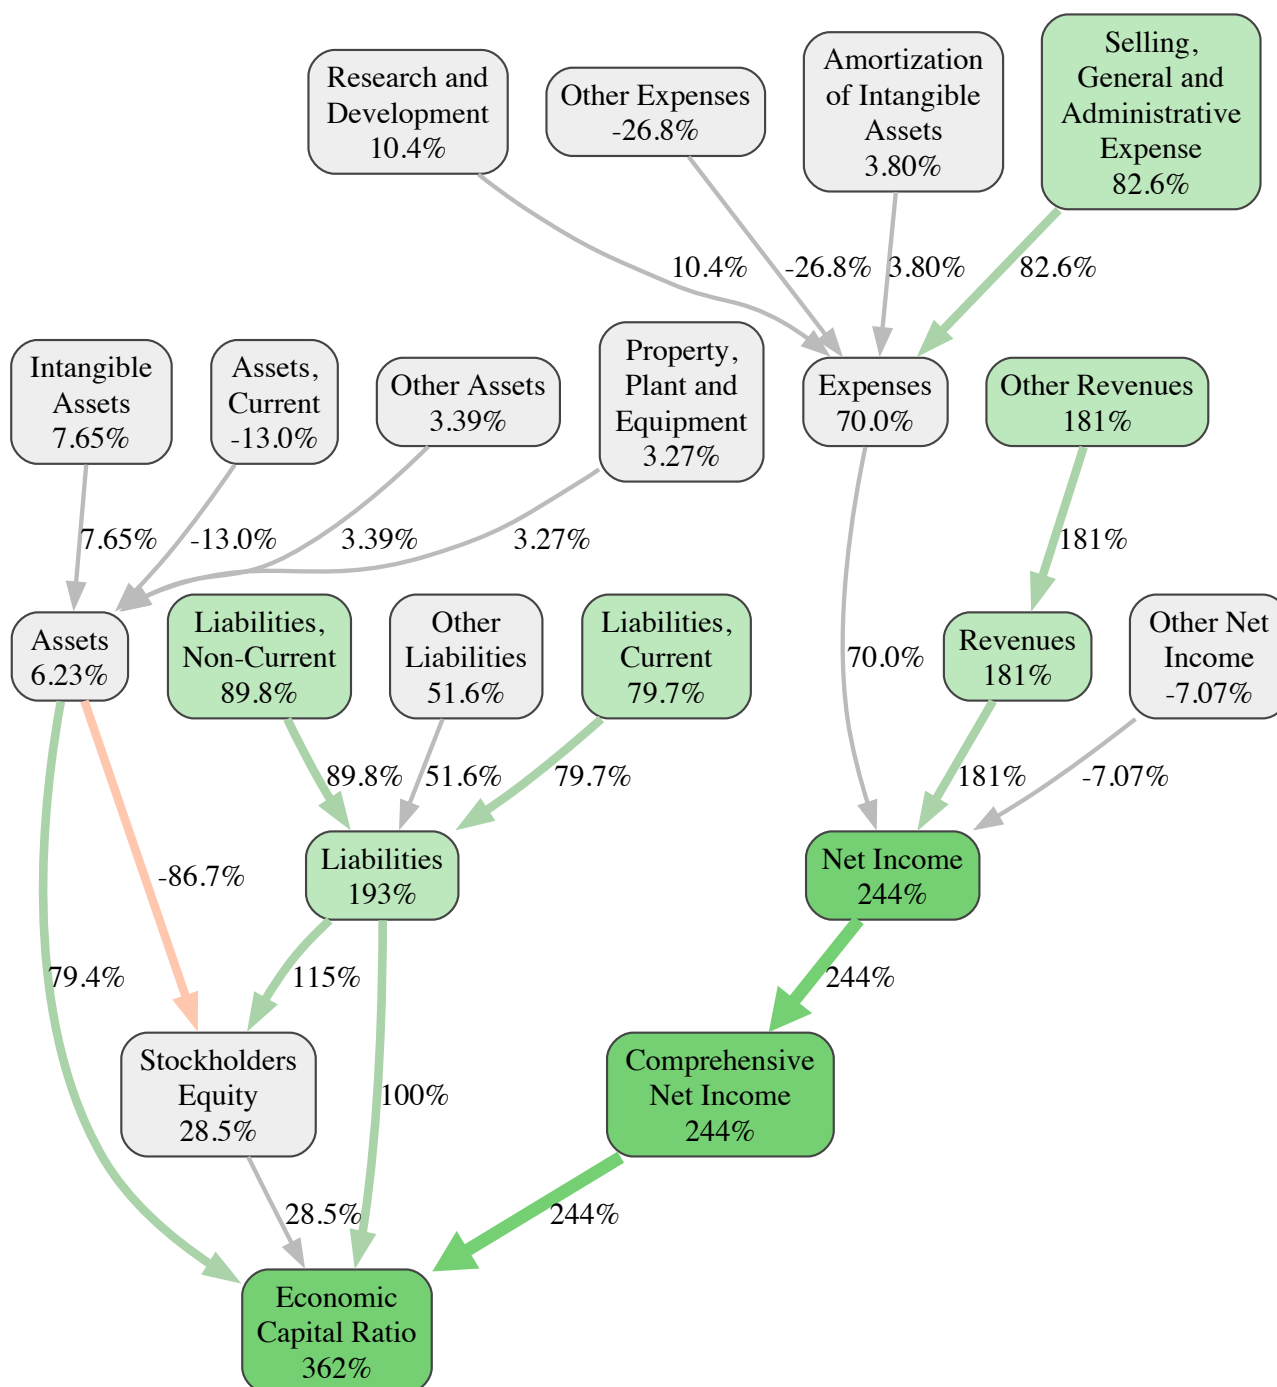 Research and
Development
10.4%
Other Expenses
-26.8%
Amortization
of Intangible
Assets
3.80%
Selling,
General and
Administrative
Expense
82.6%
10.4%
-26.8%
3.80%
82.6%
Intangible
Assets
7.65%
Assets,
Current
-13.0%
Other Assets
3.39%
Property,
Plant and
Equipment
3.27%
Expenses
70.0%
Other Revenues
181%
7.65%
-13.0%
3.39%
3.27%
181%
Assets
6.23%
Liabilities,
Non-Current
89.8%
Other
Liabilities
51.6%
Liabilities,
Current
79.7%
70.0%
Revenues
181%
Other Net
Income
-7.07%
89.8%
51.6%
79.7%
181%
-7.07%
-86.7%
Liabilities
193%
Net Income
244%
79.4%
115%
244%
Stockholders
Equity
28.5%
100%
Comprehensive
Net Income
244%
28.5%
244%
Economic
Capital Ratio
362%